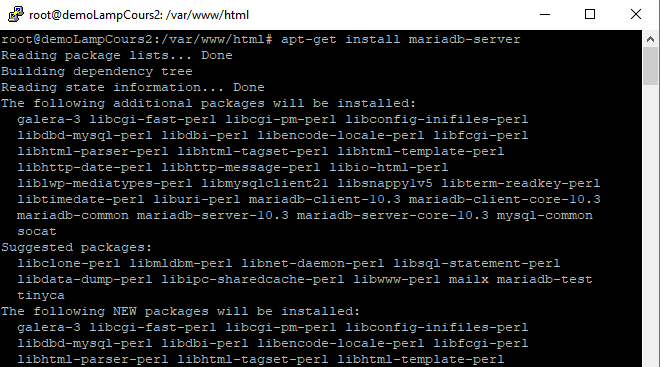 root@demoLampCours2: /var/www/html
root@demoLampCours2:/var/www/html# apt-get install mariadb-server
Reading package lists... Done
Building dependency tree
Reading state information... Done
The following additional packages will be installed:
  galera-3 libcgi-fast-perl libcgi-pm-perl libconfig-inifiles-perl
  libdbd-mysql-perl libdbi-perl libencode-locale-perl libfcgi-perl
  libhtml-parser-perl libhtml-tagset-perl libhtml-template-perl
  libhttp-date-perl libhttp-message-perl libio-html-perl
  liblwp-mediatypes-perl libmysqlclient21 libsnappy1v5 libterm-readkey-perl
  libtimedate-perl liburi-perl mariadb-client-10.3 mariadb-client-core-10.3
  mariadb-common mariadb-server-10.3 mariadb-server-core-10.3 mysql-common
  socat
Suggested packages:
  libclone-perl libmldbm-perl libnet-daemon-perl libsql-statement-perl
  libdata-dump-perl libipc-sharedcache-perl libwww-perl mailx mariadb-test
  tinyca
The following NEW packages will be installed:
  galera-3 libcgi-fast-perl libcgi-pm-perl libconfig-inifiles-perl
  libdbd-mysql-perl libdbi-perl libencode-locale-perl libfcgi-perl
  libhtml-parser-perl libhtml-tagset-perl libhtml-template-perl